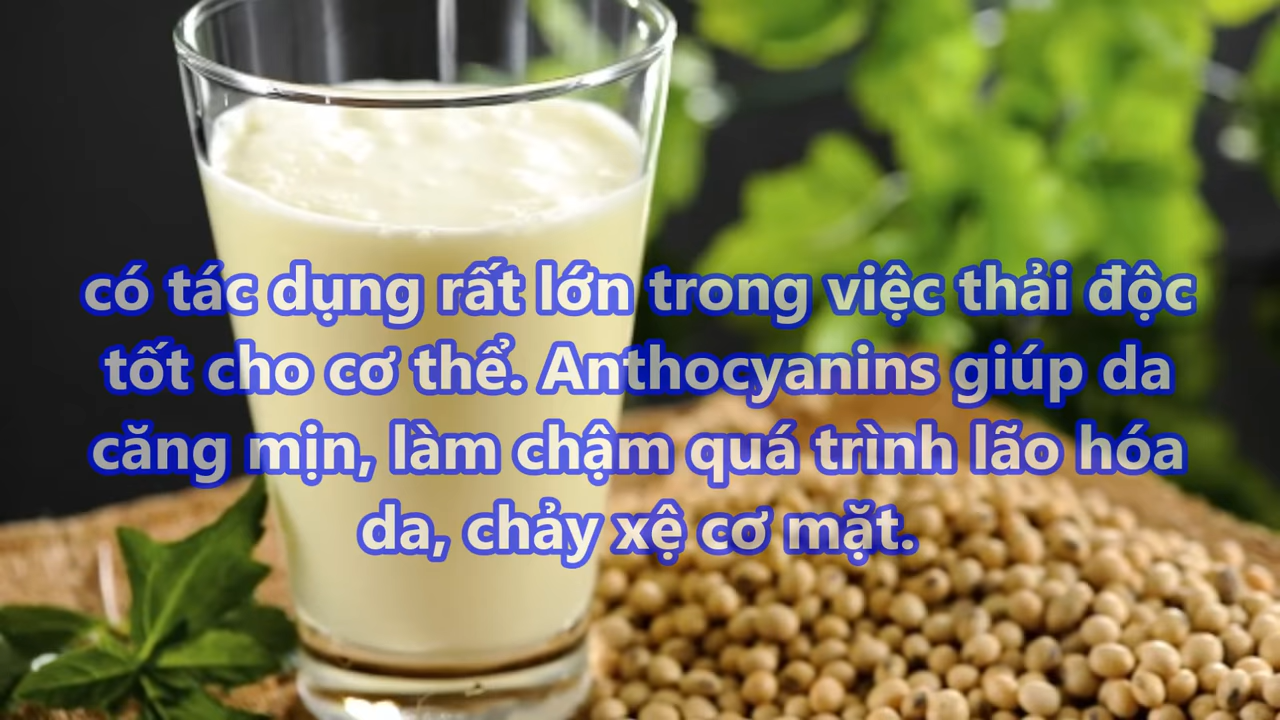 có tác dụng rất lớn trong việc thải độc
tốt cho cơ thể. Anthocyanins giúp da
căng mịn, làm chậm quá trình lão hóa
da, chảy xệ cơ mặt.